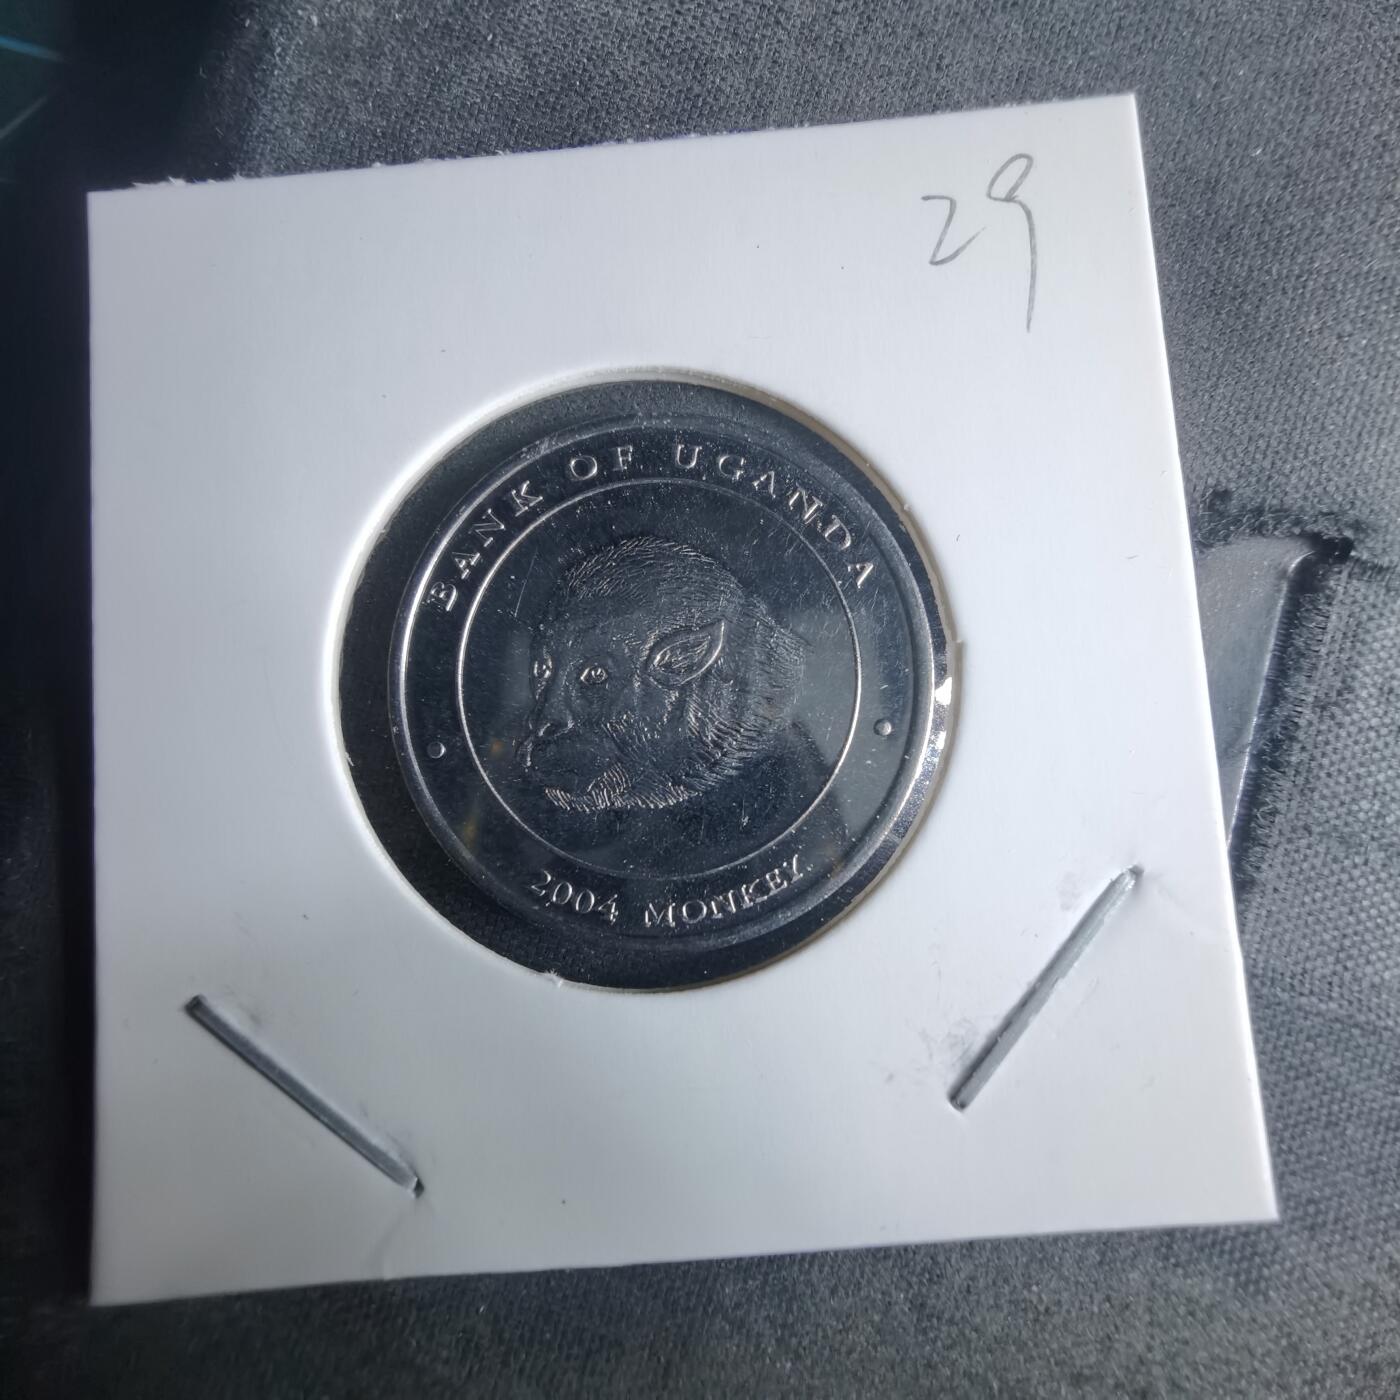 29
BANK OF UGANDA
2004 MONKEY